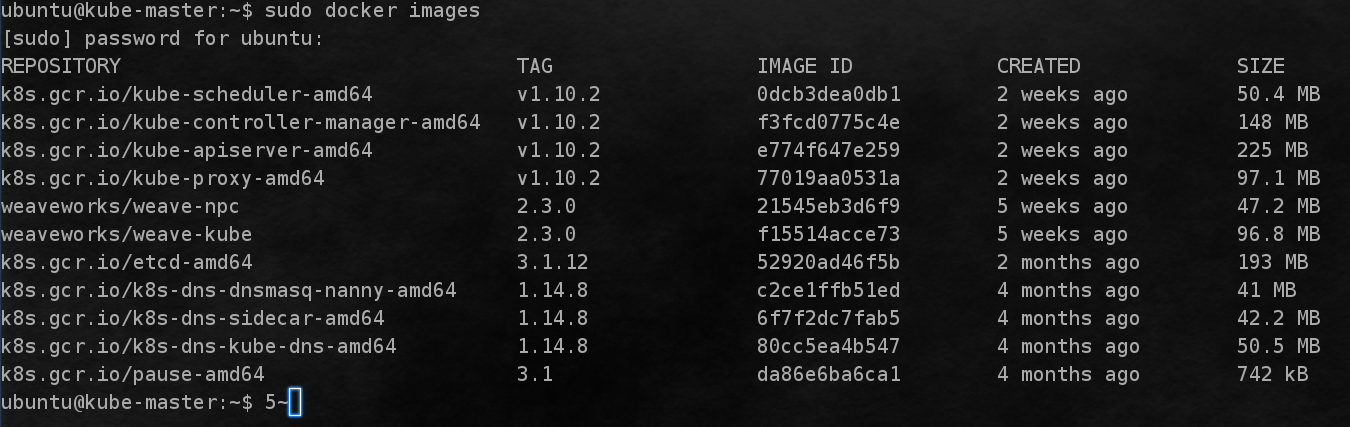 ubuntu@kube-master:~$ sudo docker images
[sudo] password for ubuntu:
REPOSITORY TAG IMAGE ID CREATED SIZE
k8s.gcr.io/kube-scheduler-amd64 v1.10.2 0dcb3dea0db1 2 weeks ago 50.4 MB
k8s.gcr.io/kube-controller-manager-amd64 v1.10.2 f3fcd0775c4e 2 weeks ago 148 MB
k8s.gcr.io/kube-apiserver-amd64 v1.10.2 e774f647e259 2 weeks ago 225 MB
k8s.gcr.io/kube-proxy-amd64 v1.10.2 77019aa0531a 2 weeks ago 97.1 MB
weaveworks/weave-npc 2.3.0 21545eb3d6f9 5 weeks ago 47.2 MB
weaveworks/weave-kube 2.3.0 f15514acce73 5 weeks ago 96.8 MB
k8s.gcr.io/etcd-amd64 3.1.12 52920ad46f5b 2 months ago 193 MB
k8s.gcr.io/k8s-dns-dnsmasq-nanny-amd64 1.14.8 c2ce1ffb51ed 4 months ago 41 MB
k8s.gcr.io/k8s-dns-sidecar-amd64 1.14.8 6f7f2dc7fab5 4 months ago 42.2 MB
k8s.gcr.io/k8s-dns-kube-dns-amd64 1.14.8 80cc5ea4b547 4 months ago 50.5 MB
k8s.gcr.io/pause-amd64 3.1 da86e6ba6ca1 4 months ago 742 kB
ubuntu@kube-master:~$ 5~